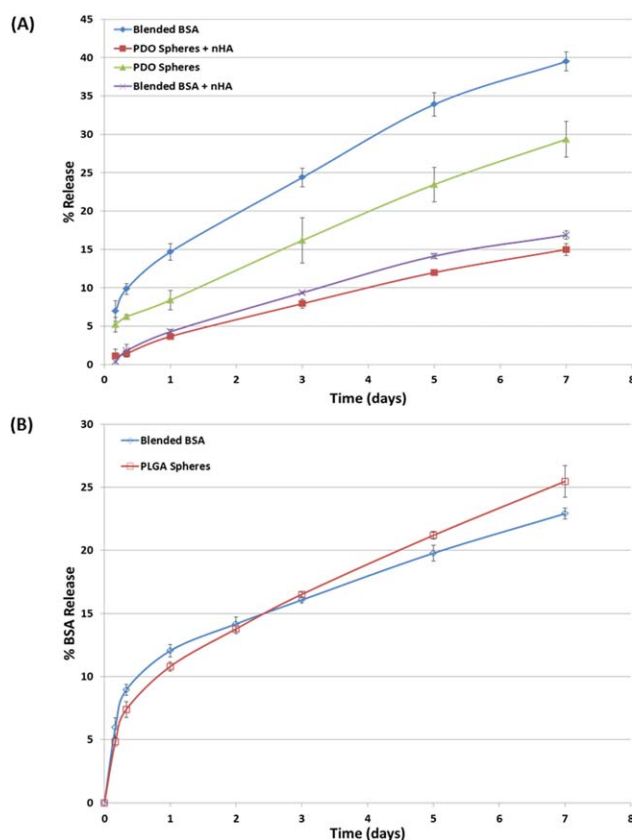 (A)
45
40
35
30
25
20
15
10
5
0
% Release
Blended BSA
PDO Spheres + nHA
PDO Spheres
Blended BSA + nHA
0 1 2 3 4 5 6 7 8
Time (days)
(B)
30
25
20
15
10
5
0
% BSA Release
Blended BSA
PLGA Spheres
0 1 2 3 4 5 6 7 8
Time (days)